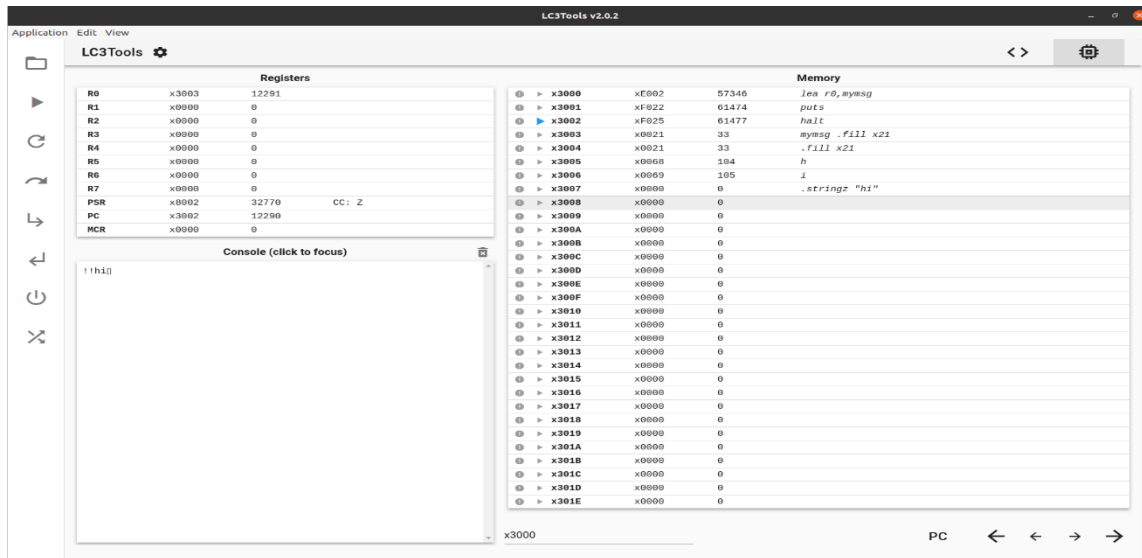 LC3Tools v2.0.2
Application Edit View
LC3Tools
< >
Registers
R0 x3003 12291
R1 x0000 0
R2 x0000 0
R3 x0000 0
R4 x0000 0
R5 x0000 0
R6 x0000 0
R7 x0000 0
PSR x8002 32770 CC: Z
PC x3002 12290
MCR x0000 0
Console (click to focus)
!!hi▯
Memory
x3000 xE002 57346 lea r0,mymsg
x3001 xF022 61474 puts
x3002 xF025 61477 halt
x3003 x0021 33 mymsg .fill x21
x3004 x0021 33 .fill x21
x3005 x0068 104 h
x3006 x0069 105 i
x3007 x0000 0 .stringz "hi"
x3008 x0000 0
x3009 x0000 0
x300A x0000 0
x300B x0000 0
x300C x0000 0
x300D x0000 0
x300E x0000 0
x300F x0000 0
x3010 x0000 0
x3011 x0000 0
x3012 x0000 0
x3013 x0000 0
x3014 x0000 0
x3015 x0000 0
x3016 x0000 0
x3017 x0000 0
x3018 x0000 0
x3019 x0000 0
x301A x0000 0
x301B x0000 0
x301C x0000 0
x301D x0000 0
x301E x0000 0
x3000
PC